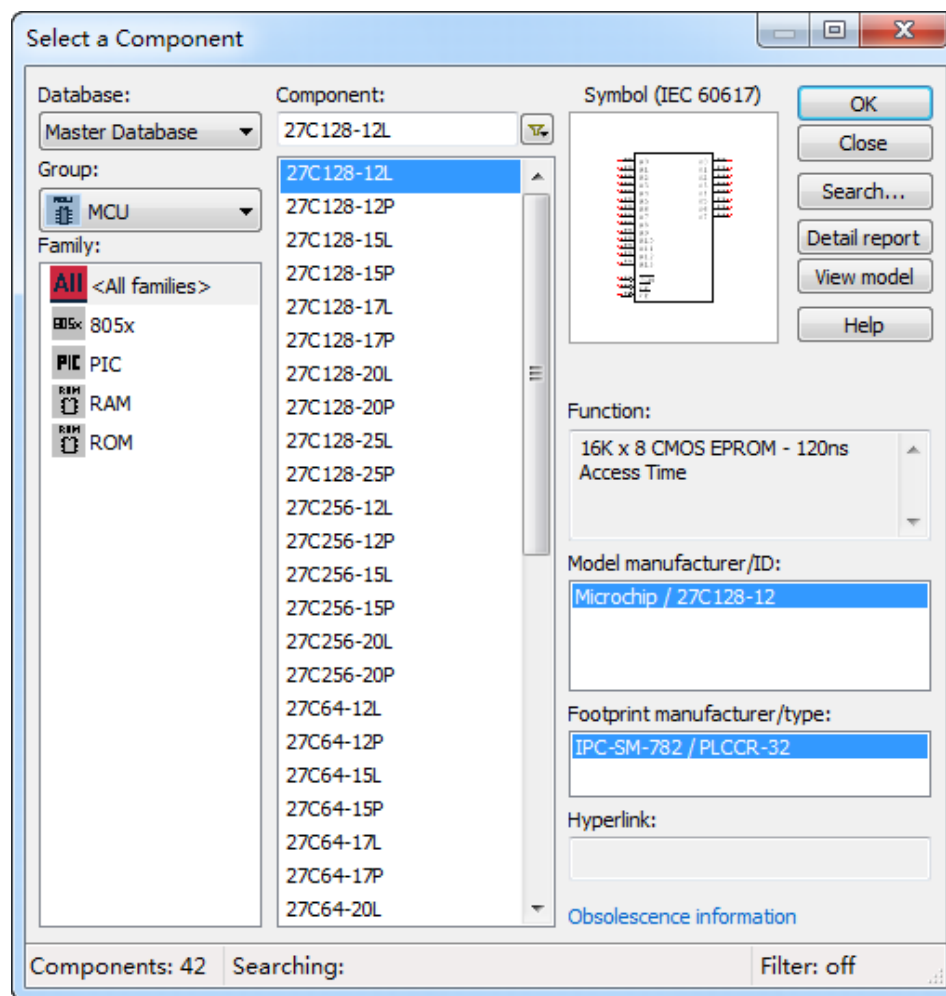 Select a Component
Database:
Master Database
Group:
MCU
Family:
All <All families>
805x 805x
PIC PIC
RAM
ROM
Component:
27C128-12L
27C128-12L
27C128-12P
27C128-15L
27C128-15P
27C128-17L
27C128-17P
27C128-20L
27C128-20P
27C128-25L
27C128-25P
27C256-12L
27C256-12P
27C256-15L
27C256-15P
27C256-20L
27C256-20P
27C64-12L
27C64-12P
27C64-15L
27C64-15P
27C64-17L
27C64-17P
27C64-20L
Symbol (IEC 60617)
OK
Close
Search...
Detail report
View model
Help
Function:
16K x 8 CMOS EPROM - 120ns
Access Time
Model manufacturer/ID:
Microchip / 27C128-12
Footprint manufacturer/type:
IPC-SM-782 / PLCCR-32
Hyperlink:
Obsolescence information
Components: 42
Searching:
Filter: off